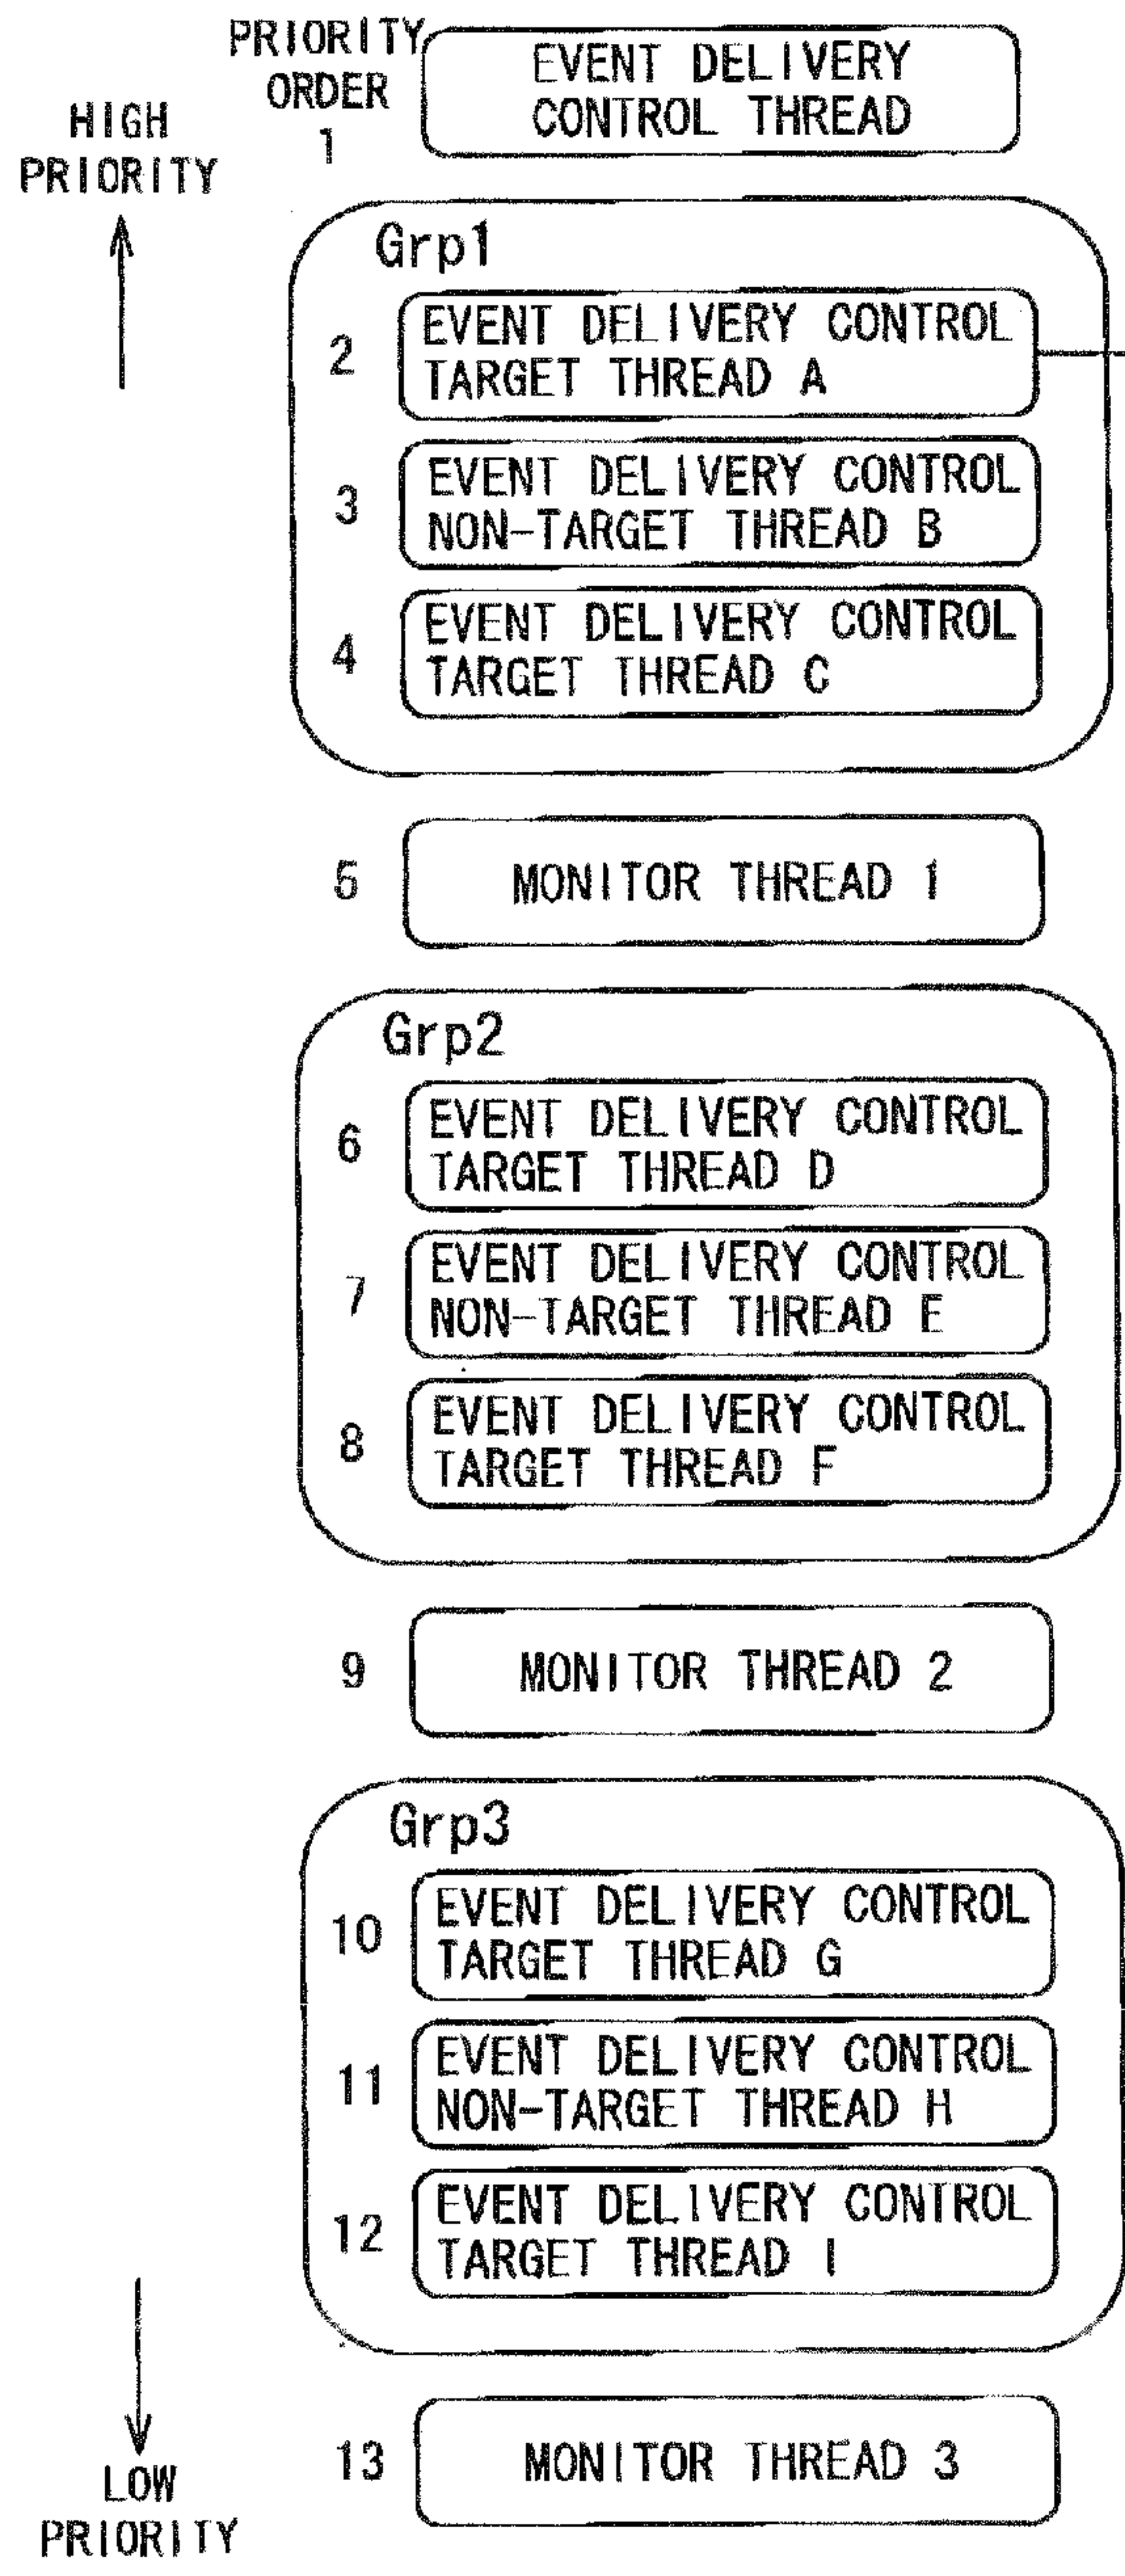 PRIORITY
ORDER
1
EVENT DELIVERY
CONTROL THREAD
HIGH
PRIORITY
Grp1
2
EVENT DELIVERY CONTROL
TARGET THREAD A
3
EVENT DELIVERY CONTROL
NON-TARGET THREAD B
4
EVENT DELIVERY CONTROL
TARGET THREAD C
5
MONITOR THREAD 1
Grp2
6
EVENT DELIVERY CONTROL
TARGET THREAD D
7
EVENT DELIVERY CONTROL
NON-TARGET THREAD E
8
EVENT DELIVERY CONTROL
TARGET THREAD F
9
MONITOR THREAD 2
Grp3
10
EVENT DELIVERY CONTROL
TARGET THREAD G
11
EVENT DELIVERY CONTROL
NON-TARGET THREAD H
12
EVENT DELIVERY CONTROL
TARGET THREAD I
13
MONITOR THREAD 3
LOW
PRIORITY